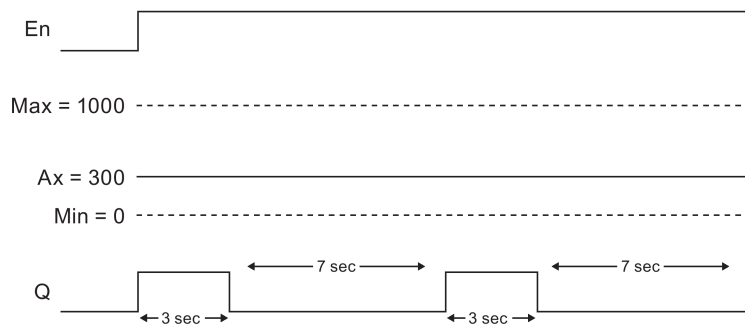 En
Max = 1000
Ax = 300
Min = 0
7 sec 7 sec
Q
3 sec 3 sec